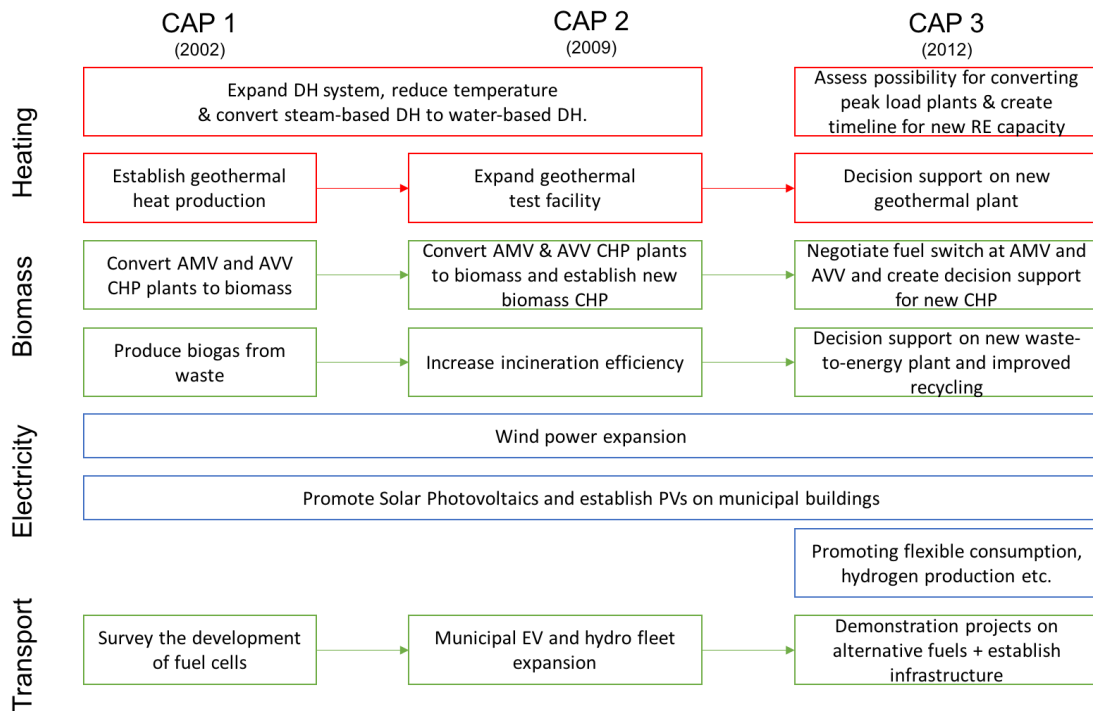 CAP 1
(2002)
CAP 2
(2009)
CAP 3
(2012)
Heating
Expand DH system, reduce temperature
& convert steam-based DH to water-based DH.
Assess possibility for converting
peak load plants & create
timeline for new RE capacity
Establish geothermal
heat production
Expand geothermal
test facility
Decision support on new
geothermal plant
Biomass
Convert AMV and AVV
CHP plants to biomass
Convert AMV & AVV CHP plants
to biomass and establish new
biomass CHP
Negotiate fuel switch at AMV and
AVV and create decision support
for new CHP
Produce biogas from
waste
Increase incineration efficiency
Decision support on new waste-
to-energy plant and improved
recycling
Electricity
Wind power expansion
Promote Solar Photovoltaics and establish PVs on municipal buildings
Promoting flexible consumption,
hydrogen production etc.
Transport
Survey the development
of fuel cells
Municipal EV and hydro fleet
expansion
Demonstration projects on
alternative fuels + establish
infrastructure